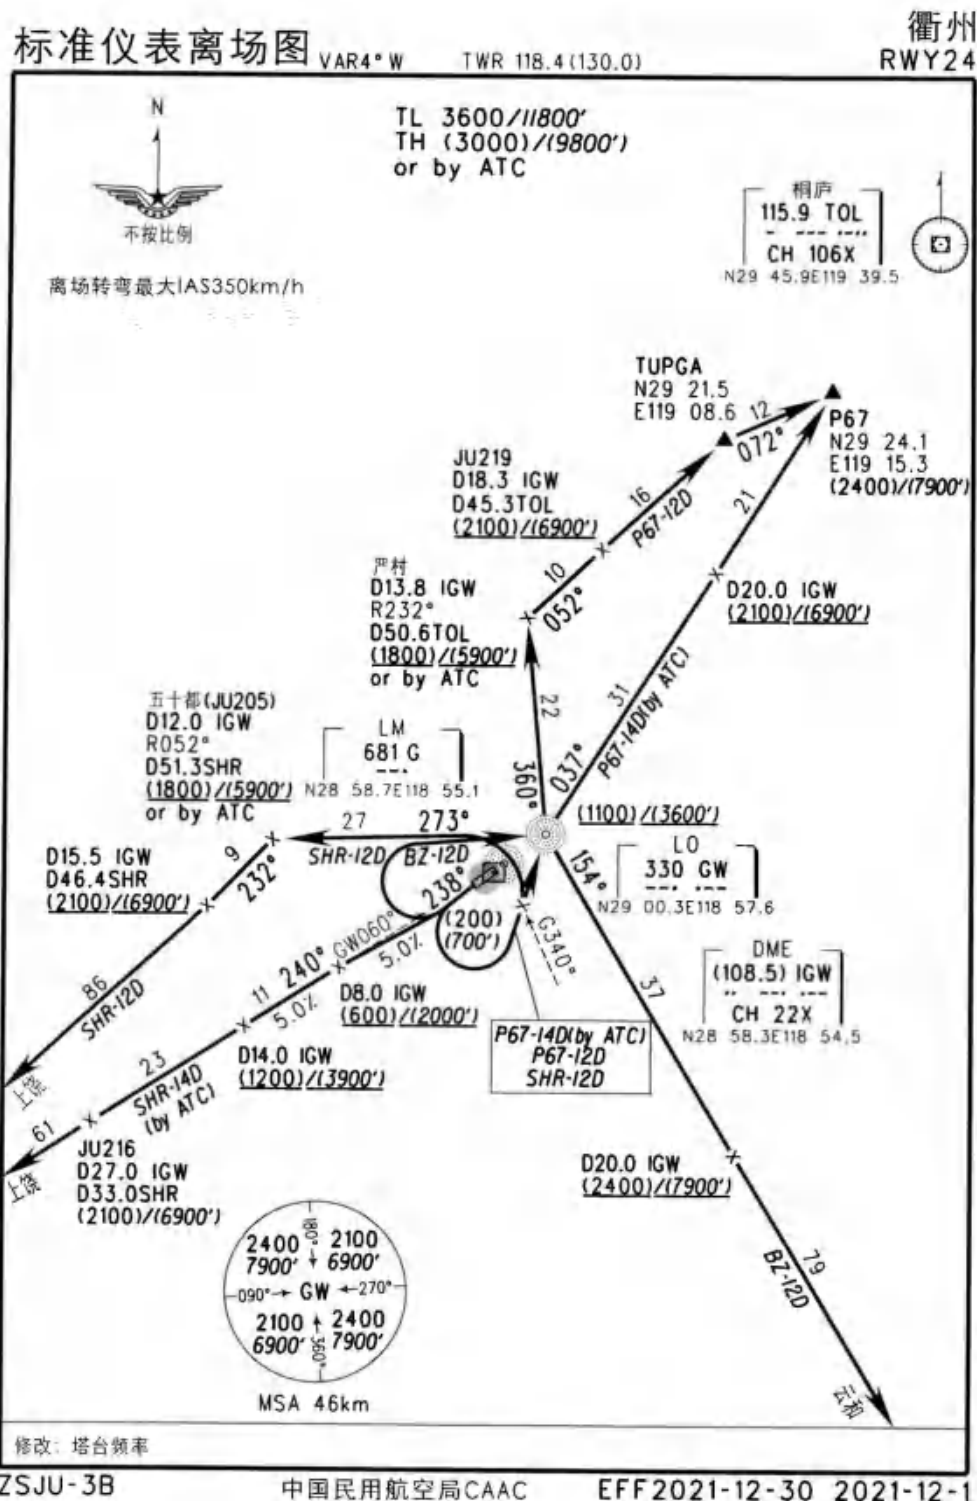 标准仪表离场图 VAR4°W TWR 118.4(130.0)
衢州
RWY24
N
不按比例
离场转弯最大IAS350km/h
TL 3600/11800'
TH (3000)/(9800')
or by ATC
桐庐
115.9 TOL
CH 106X
N29 45.9E119 39.5
TUPGA
N29 21.5
E119 08.6
12
072°
P67
N29 24.1
E119 15.3
(2400)/(7900')
JU219
D18.3 IGW
D45.3TOL
(2100)/(6900')
16
P67-12D
21
严村
D13.8 IGW
R232°
D50.6TOL
(1800)/(5900')
or by ATC
10
052°
D20.0 IGW
(2100)/(6900')
22
360°
31
037°
P67-14D(by ATC)
五十都(JU205)
D12.0 IGW
R052°
D51.3SHR
(1800)/(5900')
or by ATC
LM
681 G
N28 58.7E118 55.1
27
273°
SHR-12D
BZ-12D
(1100)/(3600')
LO
330 GW
N29 00.3E118 57.6
D15.5 IGW
D46.4SHR
(2100)/(6900')
9
232°
238°
(200)
(700')
154°
G340°
GW060°
5.0%
86
SHR-12D
上饶
11
240°
5.0%
D8.0 IGW
(600)/(2000')
DME
(108.5) IGW
CH 22X
N28 58.3E118 54.5
37
P67-14D(by ATC)
P67-12D
SHR-12D
D14.0 IGW
(1200)/(3900')
23
SHR-14D
(by ATC)
61
上饶
JU216
D27.0 IGW
D33.0SHR
(2100)/(6900')
D20.0 IGW
(2400)/(7900')
79
BZ-12D
云和
180°
2400
7900'
2100
6900'
090°
GW
270°
2100
6900'
2400
7900'
360°
MSA 46km
修改: 塔台频率
ZSJU-3B 中国民用航空局CAAC EFF2021-12-30 2021-12-1